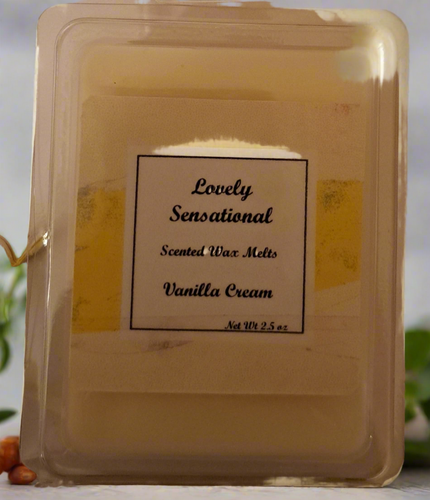 Lovely
Sensational
Scented Wax Melts
Vanilla Cream
Net Wt 2.5 oz